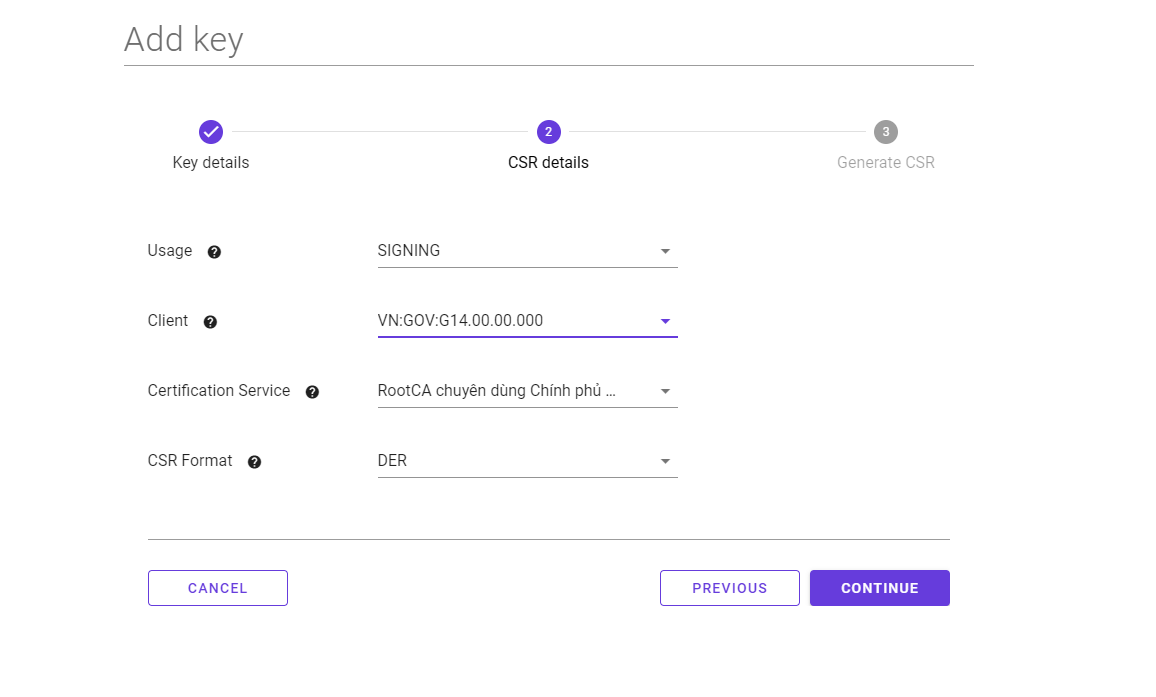 Add key
2
3
Key details
CSR details
Generate CSR
Usage
SIGNING
Client
VN:GOV:G14.00.00.000
Certification Service
RootCA chuyên dùng Chính phủ ...
CSR Format
DER
CANCEL
PREVIOUS
CONTINUE